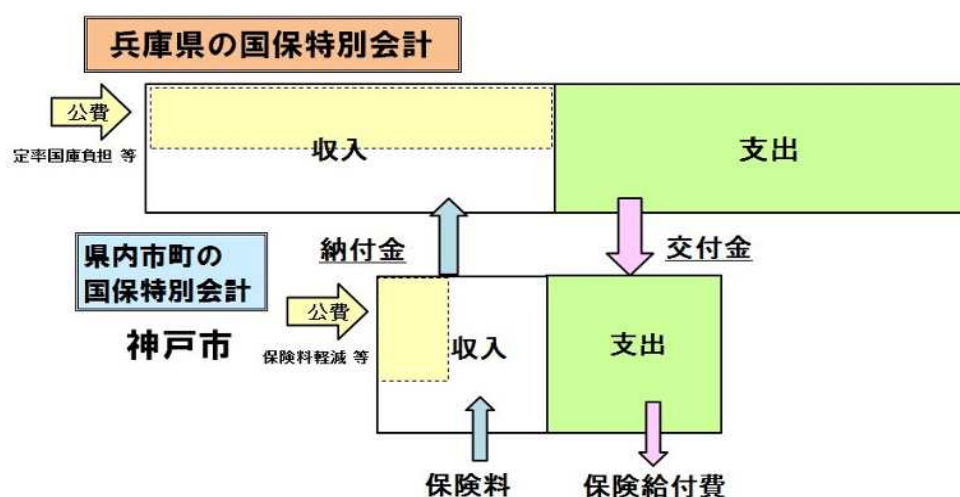 兵庫県の国保特別会計
公費
定率国庫負担 等
収入
支出
納付金
交付金
県内市町の
国保特別会計
神戸市
公費
保険料軽減 等
収入
支出
保険料
保険給付費